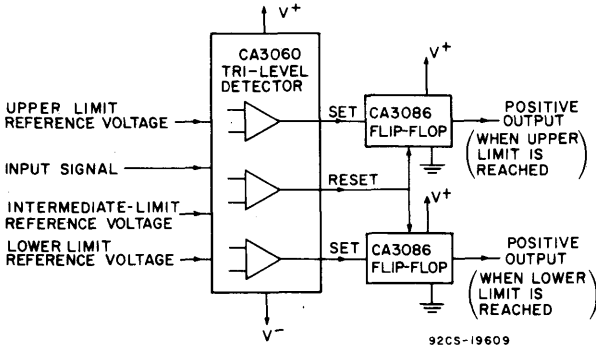 V+
CA3060
TRI-LEVEL
DETECTOR
UPPER LIMIT
REFERENCE VOLTAGE
INPUT SIGNAL
INTERMEDIATE-LIMIT
REFERENCE VOLTAGE
LOWER LIMIT
REFERENCE VOLTAGE
V-
SET
RESET
SET
V+
CA3086
FLIP-FLOP
POSITIVE
OUTPUT
(WHEN UPPER
LIMIT IS
REACHED)
V+
CA3086
FLIP-FLOP
POSITIVE
OUTPUT
(WHEN LOWER
LIMIT IS
REACHED)
92CS-19609